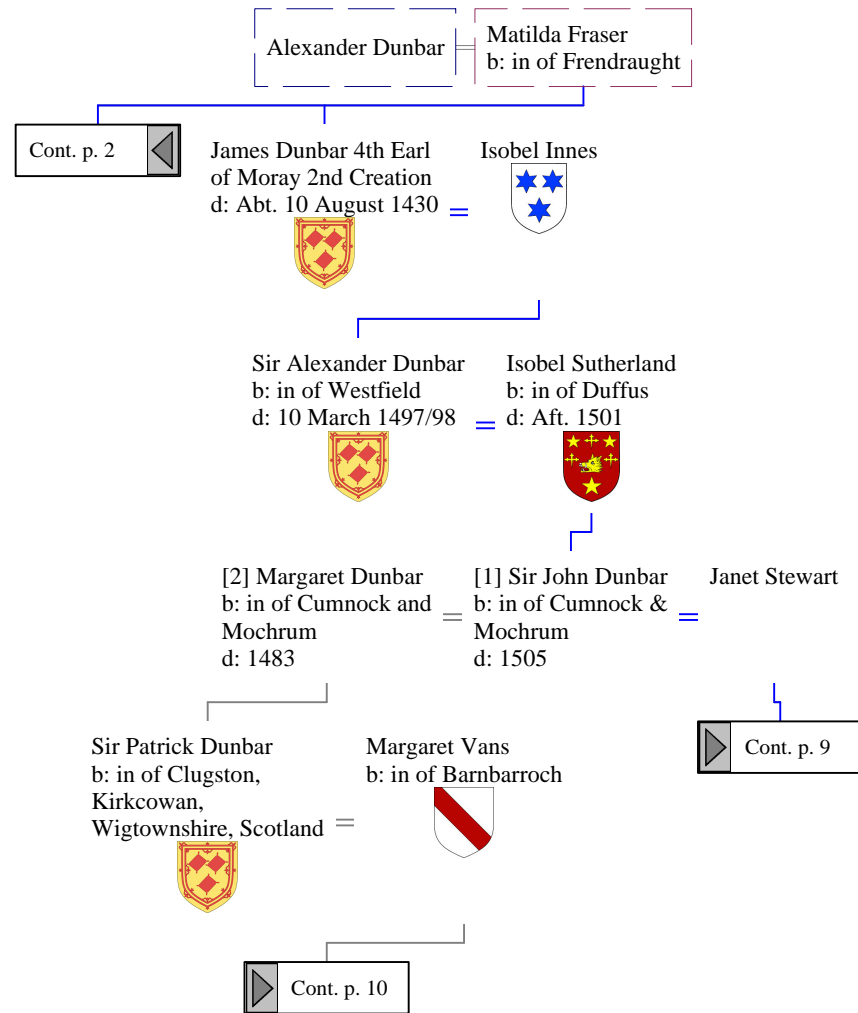 Alexander Dunbar
Matilda Fraser
b: in of Frendraught
Cont. p. 2
James Dunbar 4th Earl
of Moray 2nd Creation
d: Abt. 10 August 1430
Isobel Innes
Sir Alexander Dunbar
b: in of Westfield
d: 10 March 1497/98
Isobel Sutherland
b: in of Duffus
d: Aft. 1501
[2] Margaret Dunbar
b: in of Cumnock and
Mochrum
d: 1483
[1] Sir John Dunbar
b: in of Cumnock &
Mochrum
d: 1505
Janet Stewart
Sir Patrick Dunbar
b: in of Clugston,
Kirkcowan,
Wigtownshire, Scotland
Margaret Vans
b: in of Barnbarroch
Cont. p. 9
Cont. p. 10